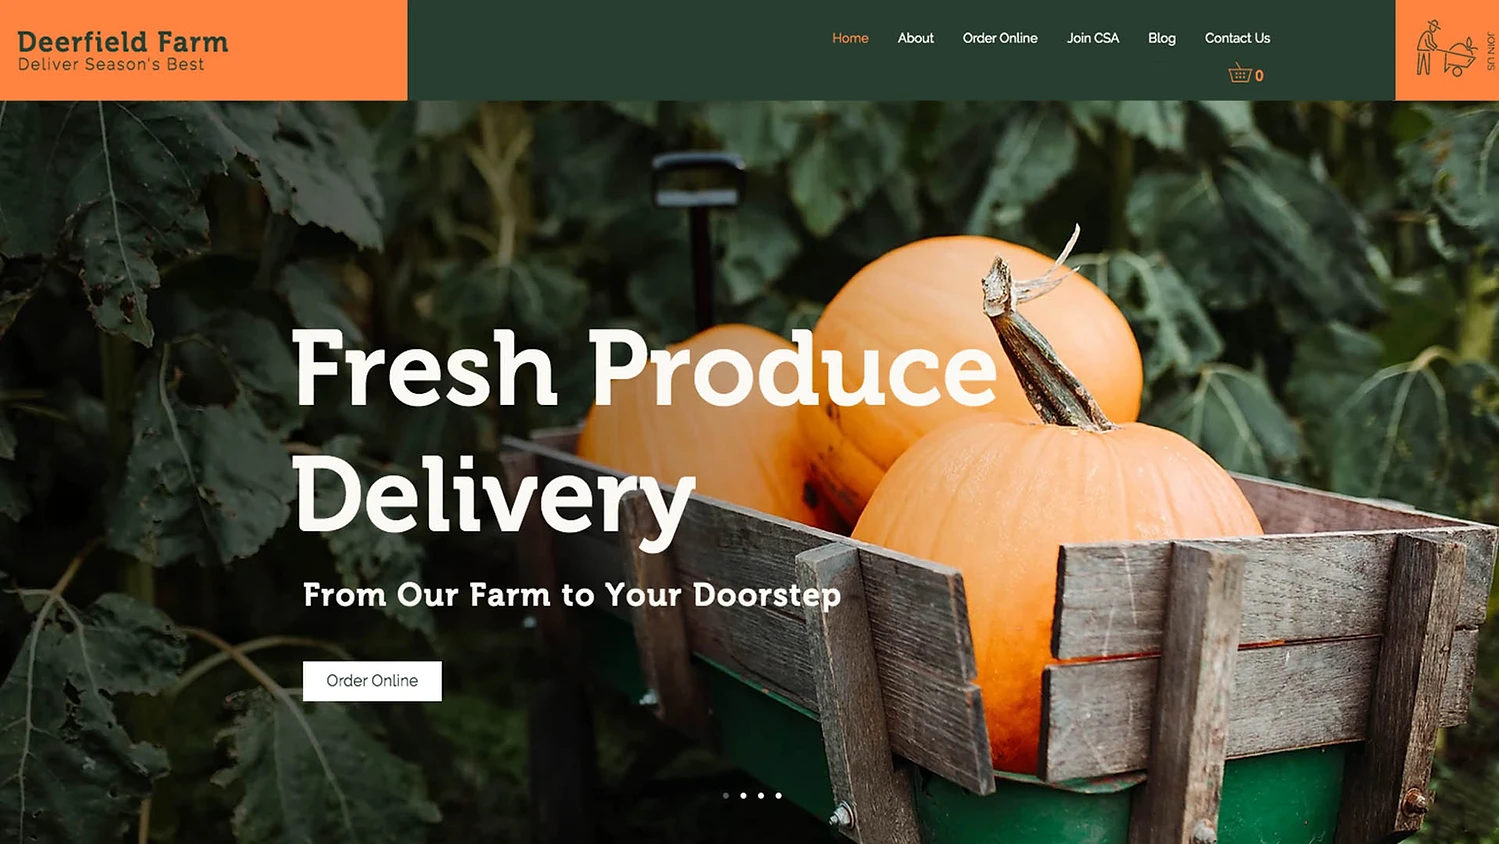 Deerfield Farm
Deliver Season's Best
Home About Order Online Join CSA Blog Contact Us
0
JOIN US
Fresh Produce
Delivery
From Our Farm to Your Doorstep
Order Online